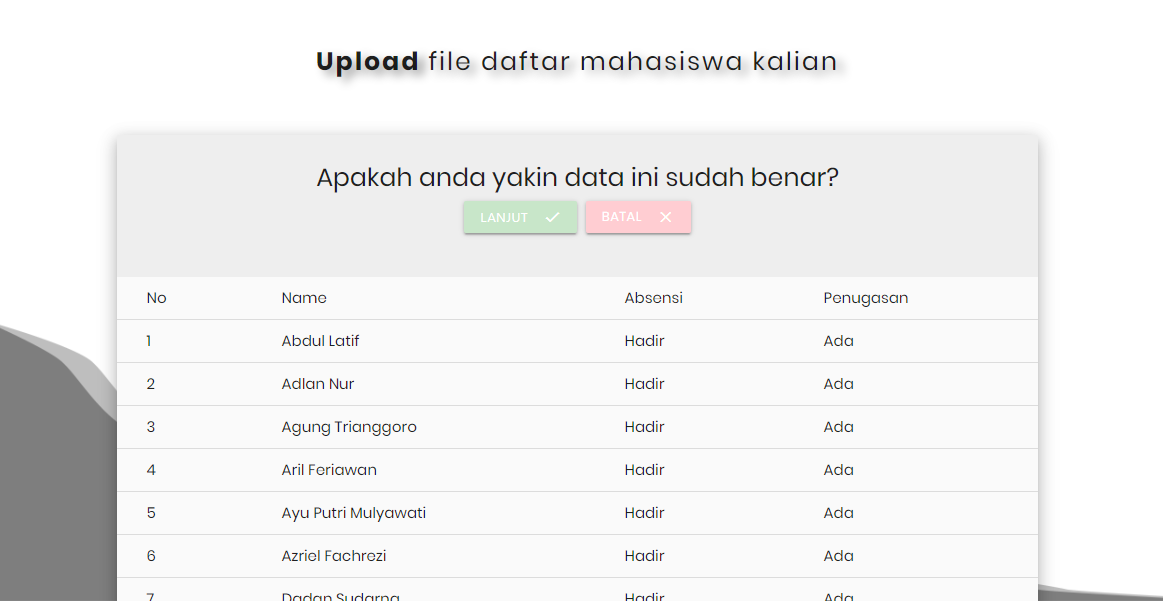 Upload file daftar mahasiswa kalian
Apakah anda yakin data ini sudah benar?
LANJUT BATAL
No Name Absensi Penugasan
1 Abdul Latif Hadir Ada
2 Adlan Nur Hadir Ada
3 Agung Trianggoro Hadir Ada
4 Aril Feriawan Hadir Ada
5 Ayu Putri Mulyawati Hadir Ada
6 Azriel Fachrezi Hadir Ada
7 Dadan Sudarna Hadir Ada